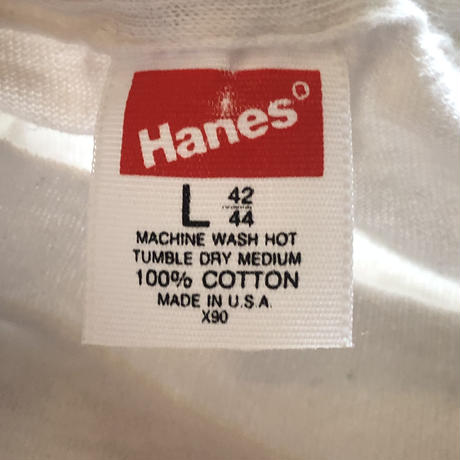 Hanes®
L 42/44
MACHINE WASH HOT
TUMBLE DRY MEDIUM
100% COTTON
MADE IN U.S.A.
X90